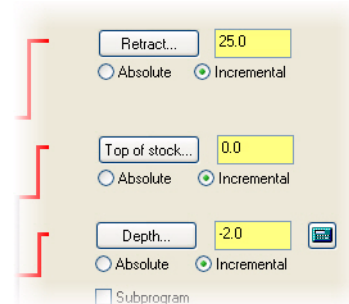 Retract... 25.0
Absolute Incremental
Top of stock... 0.0
Absolute Incremental
Depth... -2.0
Absolute Incremental
Subprogram